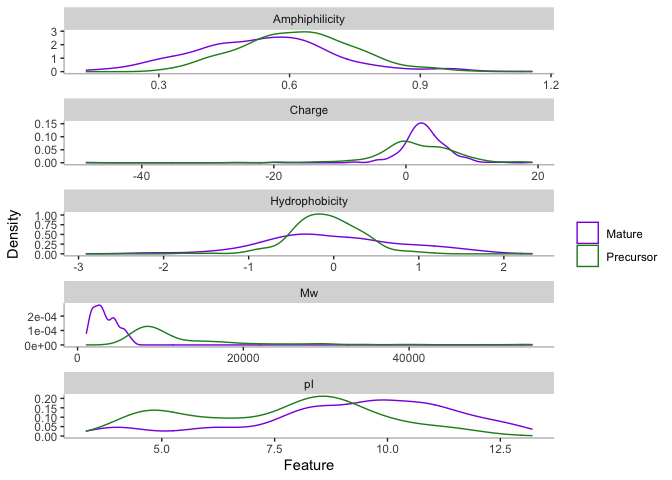 Amphiphilicity
3
2
1
0
0.3 0.6 0.9 1.2
Charge
0.15
0.10
0.05
0.00
-40 -20 0 20
Hydrophobicity
1.00
0.75
0.50
0.25
0.00
-3 -2 -1 0 1 2
Mw
2e-04
1e-04
0e+00
0 20000 40000
pI
0.20
0.15
0.10
0.05
0.00
5.0 7.5 10.0 12.5
Feature
Density
Mature
Precursor